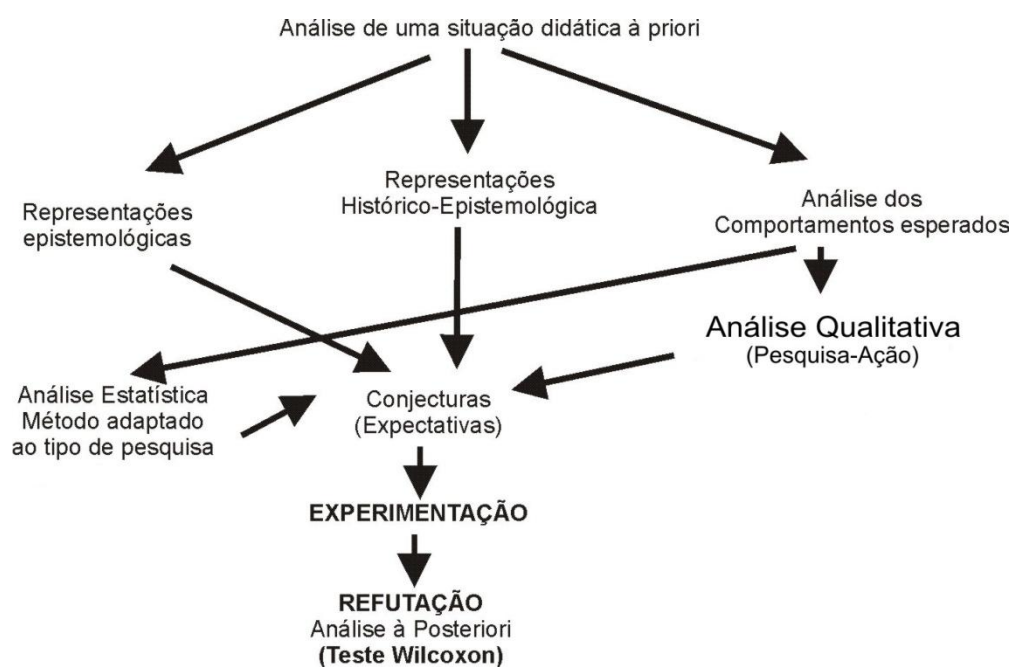 Análise de uma situação didática à priori
Representações
epistemológicas
Representações
Histórico-Epistemológica
Análise dos
Comportamentos esperados
Análise Qualitativa
(Pesquisa-Ação)
Análise Estatística
Método adaptado
ao tipo de pesquisa
Conjecturas
(Expectativas)
EXPERIMENTAÇÃO
REFUTAÇÃO
Análise à Posteriori
(Teste Wilcoxon)